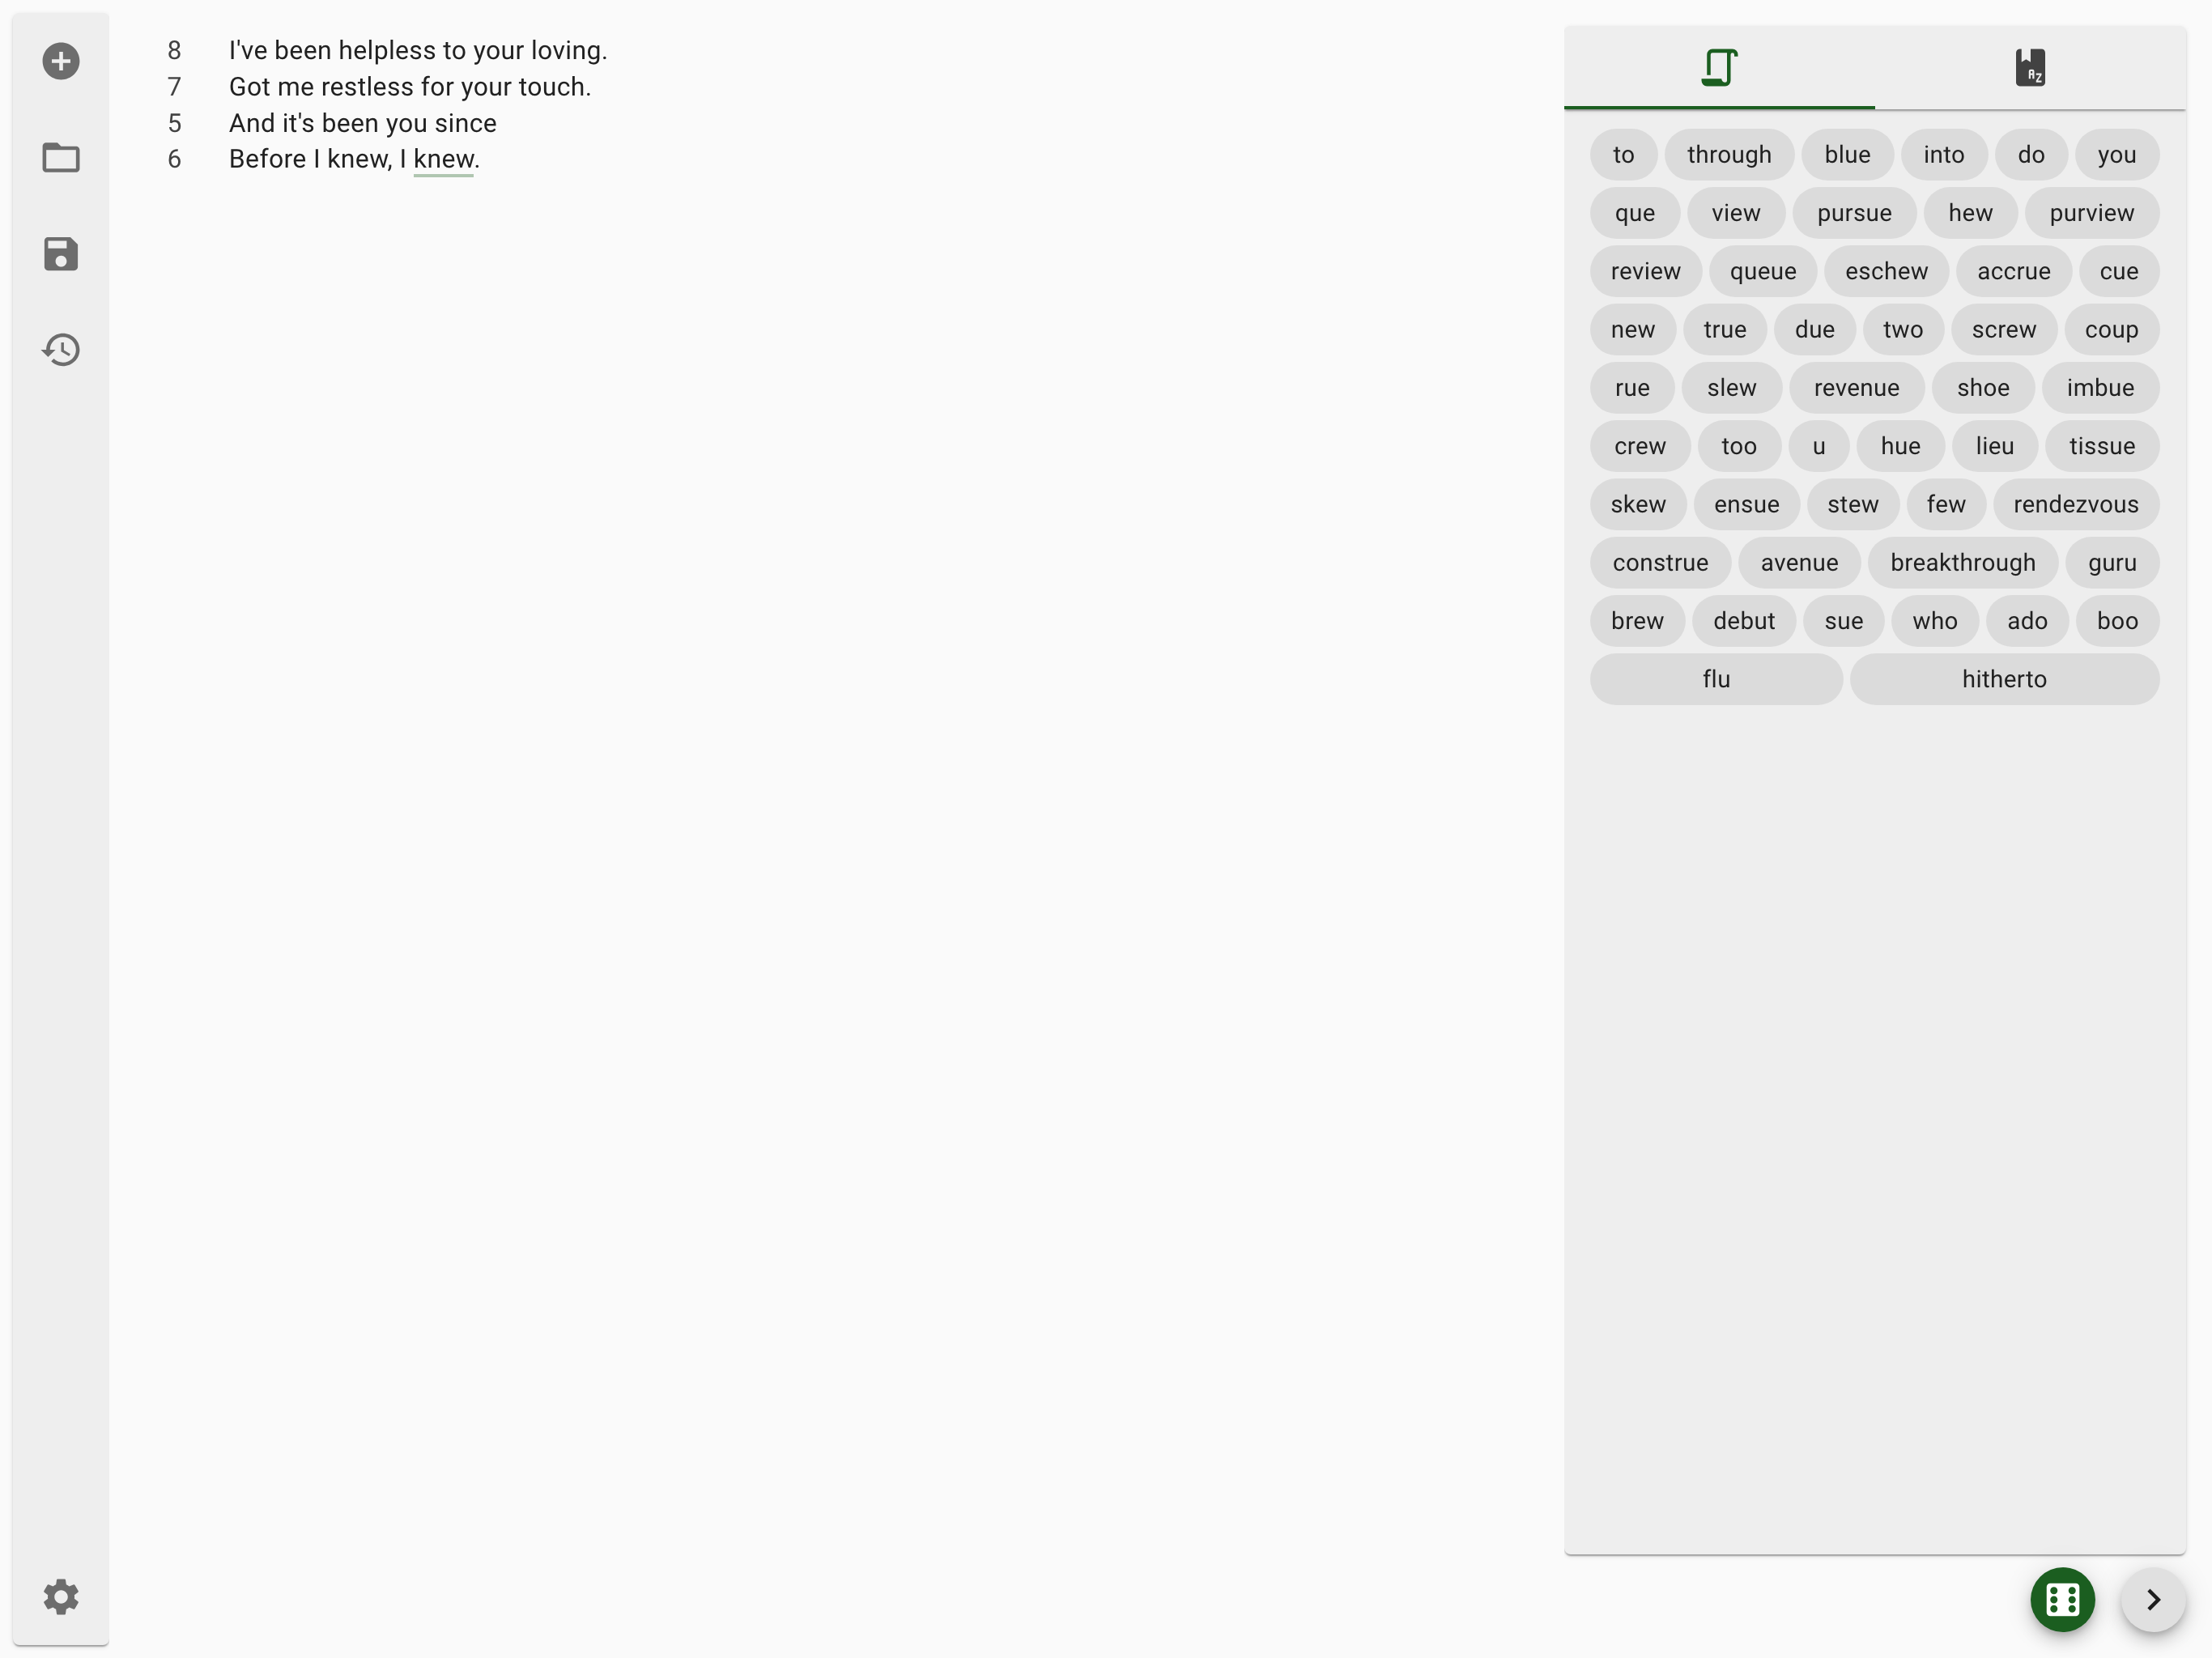 8 I've been helpless to your loving.
7 Got me restless for your touch.
5 And it's been you since
6 Before I knew, I knew.
AZ
to through blue into do you
que view pursue hew purview
review queue eschew accrue cue
new true due two screw coup
rue slew revenue shoe imbue
crew too u hue lieu tissue
skew ensue stew few rendezvous
construe avenue breakthrough guru
brew debut sue who ado boo
flu hitherto